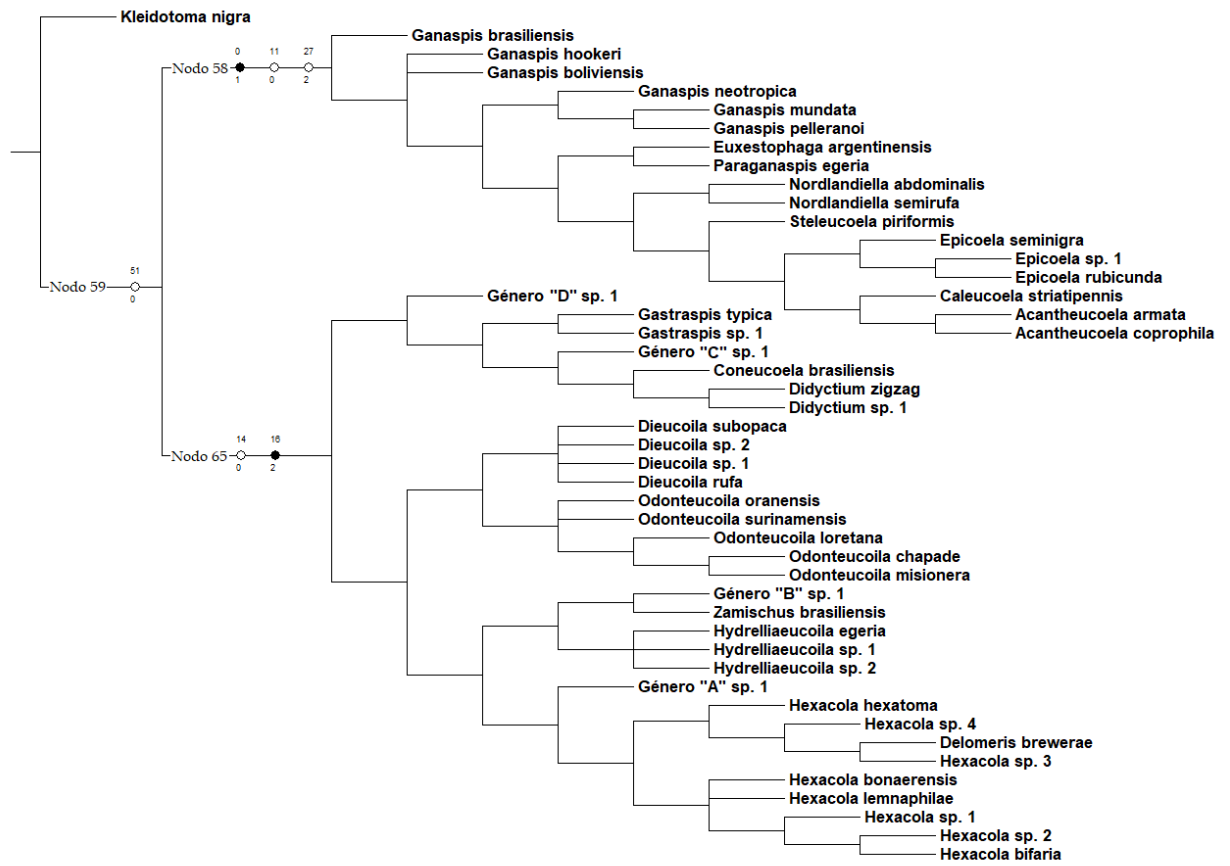 Kleidotoma nigra
Ganaspis brasiliensis
0 11 27
Nodo 58
1 0 2
Ganaspis hookeri
Ganaspis boliviensis
Ganaspis neotropica
Ganaspis mundata
Ganaspis pelleranoi
Euxestophaga argentinensis
Paraganaspis egeria
Nordlandiella abdominalis
Nordlandiella semirufa
Steleucoela piriformis
Epicoela seminigra
Epicoela sp. 1
Epicoela rubicunda
51
Nodo 59
0
Género "D" sp. 1
Caleucoela striatipennis
Gastraspis typica
Acantheucoela armata
Gastraspis sp. 1
Acantheucoela coprophila
Género "C" sp. 1
Coneucoela brasiliensis
Didyctium zigzag
Didyctium sp. 1
Dieucoila subopaca
14 16
Nodo 65
0 2
Dieucoila sp. 2
Dieucoila sp. 1
Dieucoila rufa
Odonteucoila oranensis
Odonteucoila surinamensis
Odonteucoila loretana
Odonteucoila chapade
Odonteucoila misionera
Género "B" sp. 1
Zamischus brasiliensis
Hydrelliaeucoila egeria
Hydrelliaeucoila sp. 1
Hydrelliaeucoila sp. 2
Género "A" sp. 1
Hexacola hexatoma
Hexacola sp. 4
Delomeris brewerae
Hexacola sp. 3
Hexacola bonaerensis
Hexacola lemnaphilae
Hexacola sp. 1
Hexacola sp. 2
Hexacola bifaria